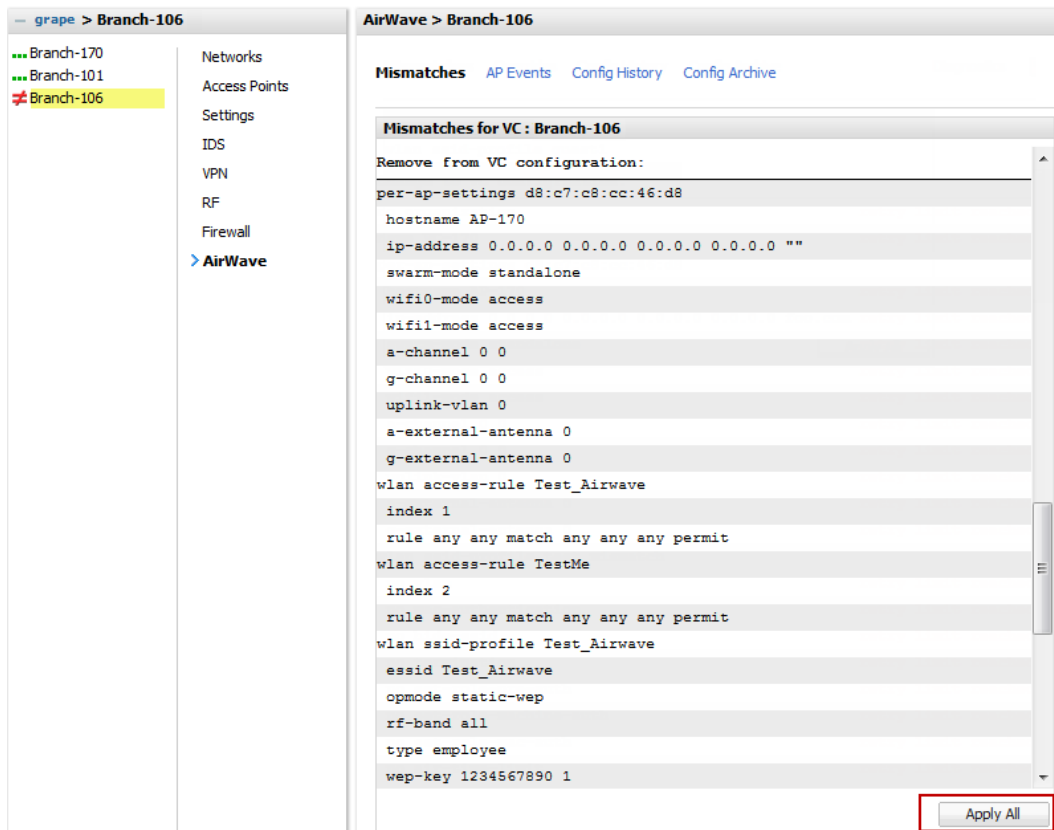 grape > Branch-106
Branch-170
Branch-101
Branch-106
Networks
Access Points
Settings
IDS
VPN
RF
Firewall
> AirWave
AirWave > Branch-106
Mismatches AP Events Config History Config Archive
Mismatches for VC : Branch-106
Remove from VC configuration:
per-ap-settings d8:c7:c8:cc:46:d8
hostname AP-170
ip-address 0.0.0.0 0.0.0.0 0.0.0.0 0.0.0.0 ""
swarm-mode standalone
wifi0-mode access
wifi1-mode access
a-channel 0 0
g-channel 0 0
uplink-vlan 0
a-external-antenna 0
g-external-antenna 0
wlan access-rule Test_Airwave
index 1
rule any any match any any any permit
wlan access-rule TestMe
index 2
rule any any match any any any permit
wlan ssid-profile Test_Airwave
essid Test_Airwave
opmode static-wep
rf-band all
type employee
wep-key 1234567890 1
Apply All